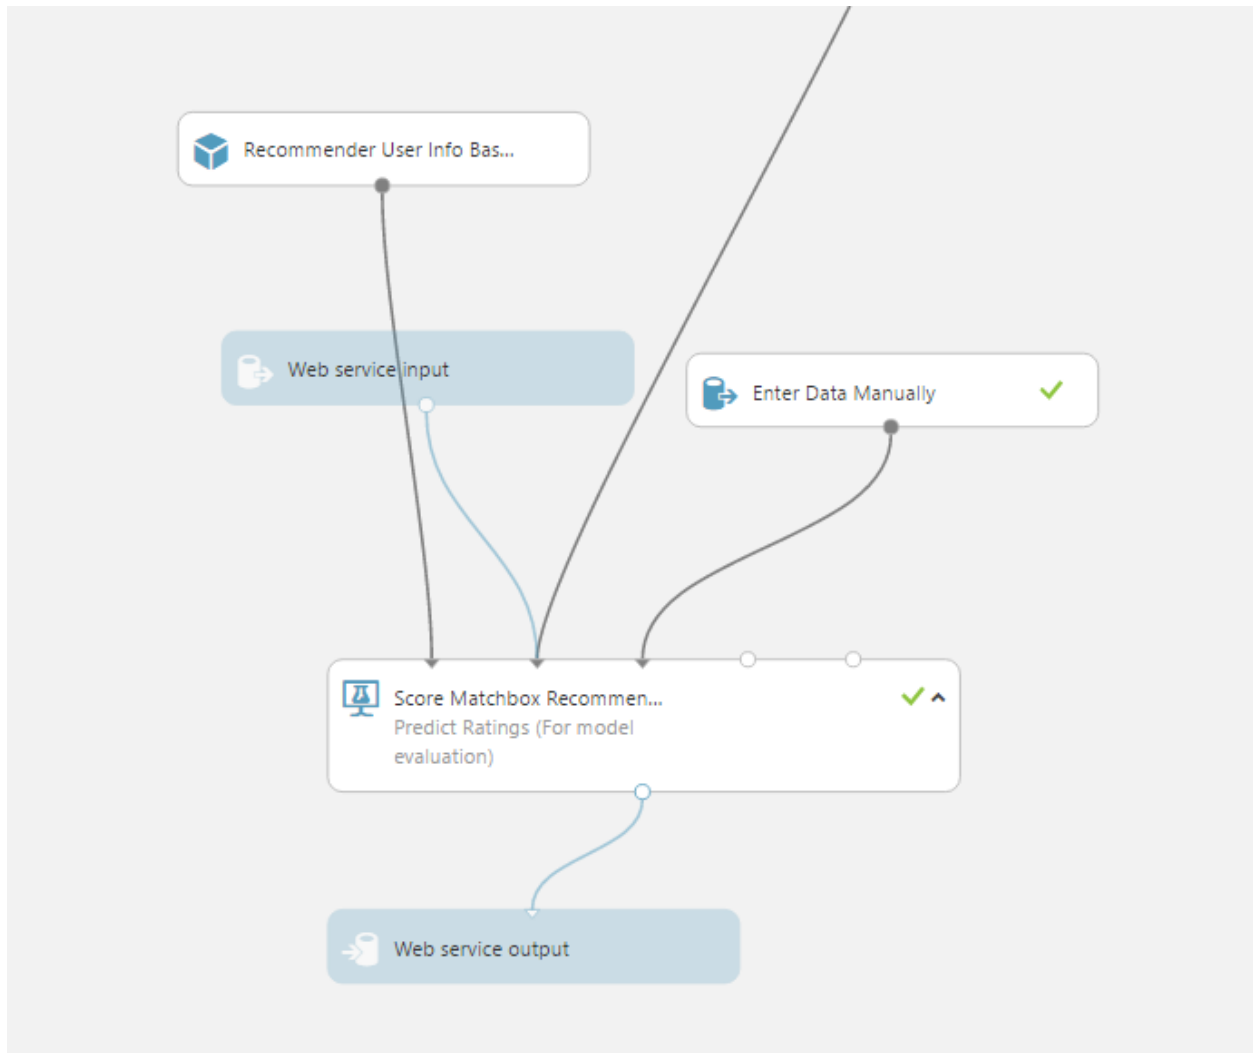 Recommender User Info Bas...
Web service input
Enter Data Manually
Score Matchbox Recommen...
Predict Ratings (For model
evaluation)
Web service output